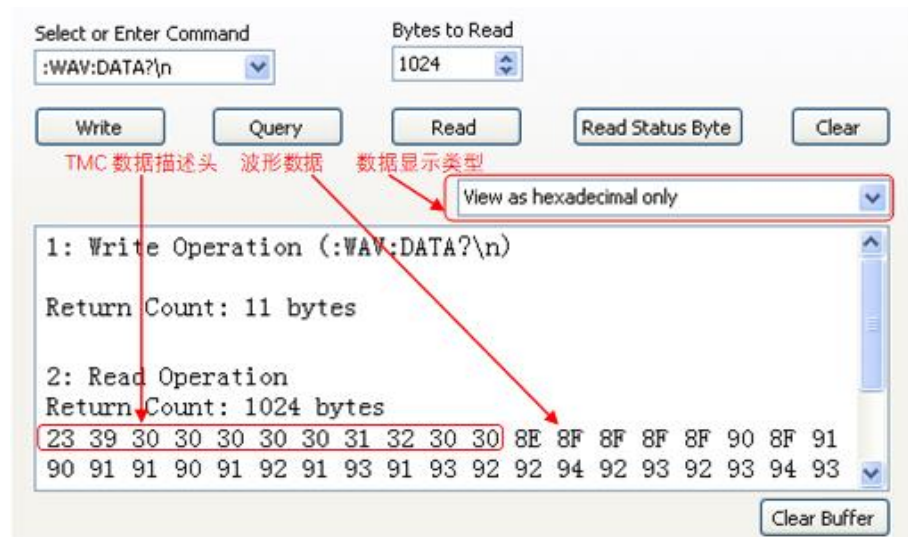 Select or Enter Command Bytes to Read
:WAV:DATA?\n 1024
Write Query Read Read Status Byte Clear
TMC 数据描述头 波形数据 数据显示类型
View as hexadecimal only
1: Write Operation (:WAV:DATA?\n)
Return Count: 11 bytes
2: Read Operation
Return Count: 1024 bytes
23 39 30 30 30 30 30 31 32 30 30 8E 8F 8F 8F 8F 90 8F 91
90 91 91 90 91 92 91 93 91 93 92 92 94 92 93 92 93 94 93
Clear Buffer